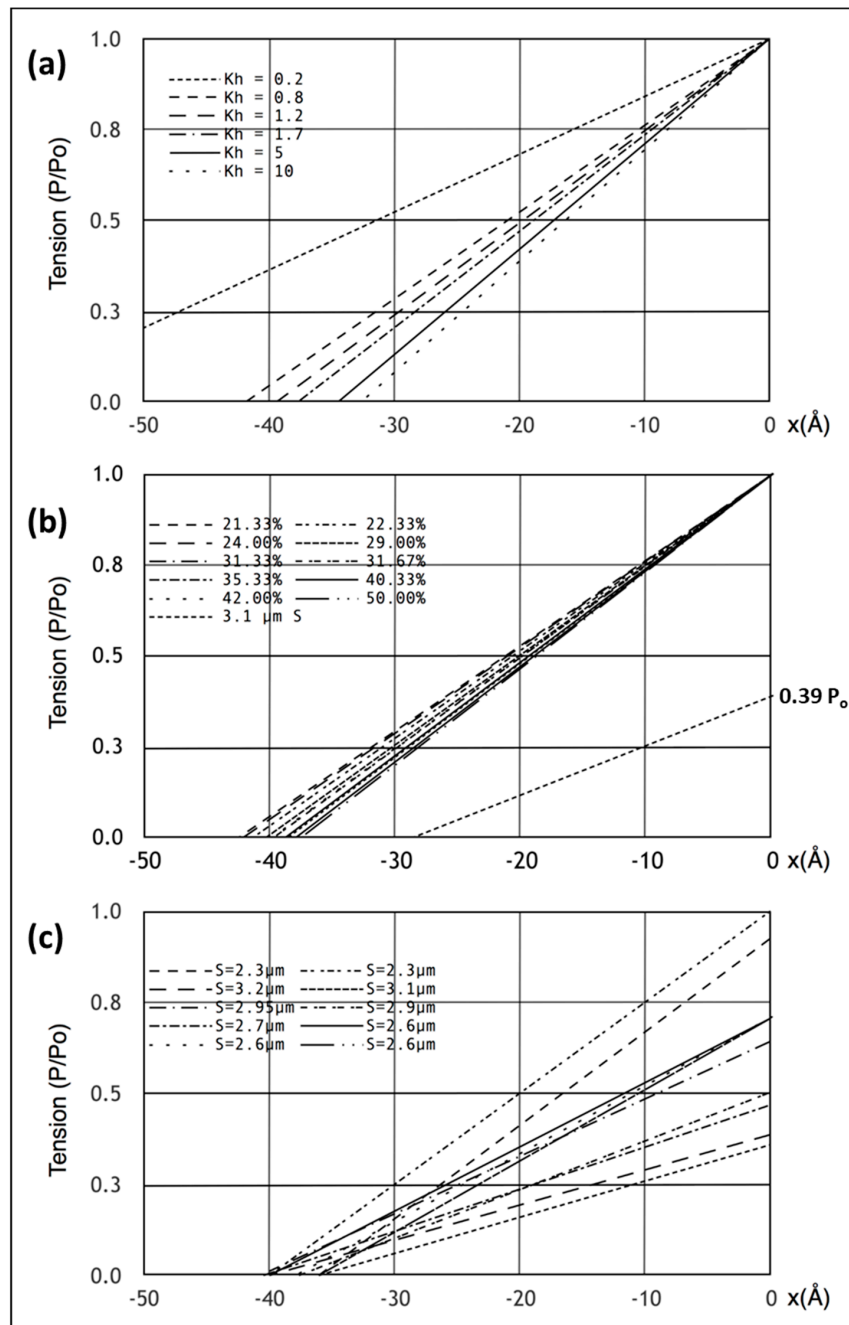 (a)
1.0
Kh = 0.2
Kh = 0.8
Kh = 1.2
Kh = 1.7
Kh = 5
Kh = 10
0.8
0.5
0.3
0.0
Tension (P/Po)
-50 -40 -30 -20 -10 0 x(Å)
(b)
1.0
21.33% 22.33%
24.00% 29.00%
31.33% 31.67%
35.33% 40.33%
42.00% 50.00%
3.1 µm S
0.8
0.5
0.3
0.0
Tension (P/Po)
0.39 Po
-50 -40 -30 -20 -10 0 x(Å)
(c)
1.0
S=2.3µm S=2.3µm
S=3.2µm S=3.1µm
S=2.95µm S=2.9µm
S=2.7µm S=2.6µm
S=2.6µm S=2.6µm
0.8
0.5
0.3
0.0
Tension (P/Po)
-50 -40 -30 -20 -10 0 x(Å)